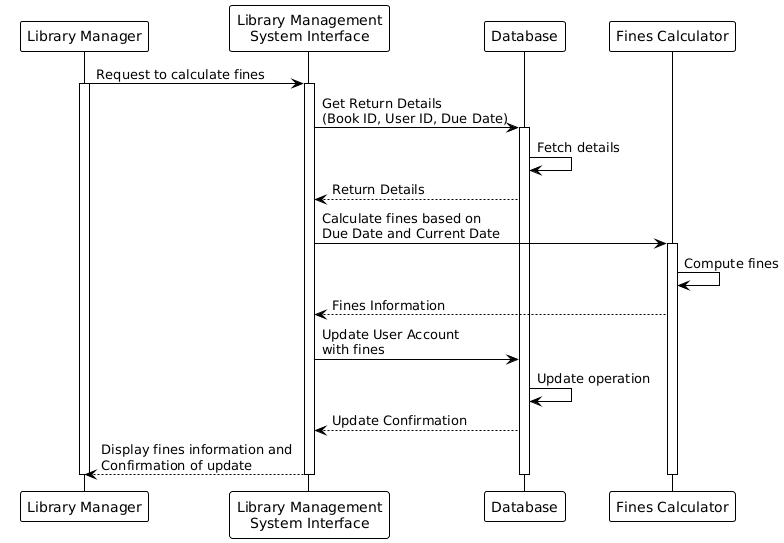 Library Manager
Library Management
System Interface
Database
Fines Calculator
Request to calculate fines
Get Return Details
(Book ID, User ID, Due Date)
Fetch details
Return Details
Calculate fines based on
Due Date and Current Date
Compute fines
Fines Information
Update User Account
with fines
Update operation
Update Confirmation
Display fines information and
Confirmation of update
Library Manager
Library Management
System Interface
Database
Fines Calculator